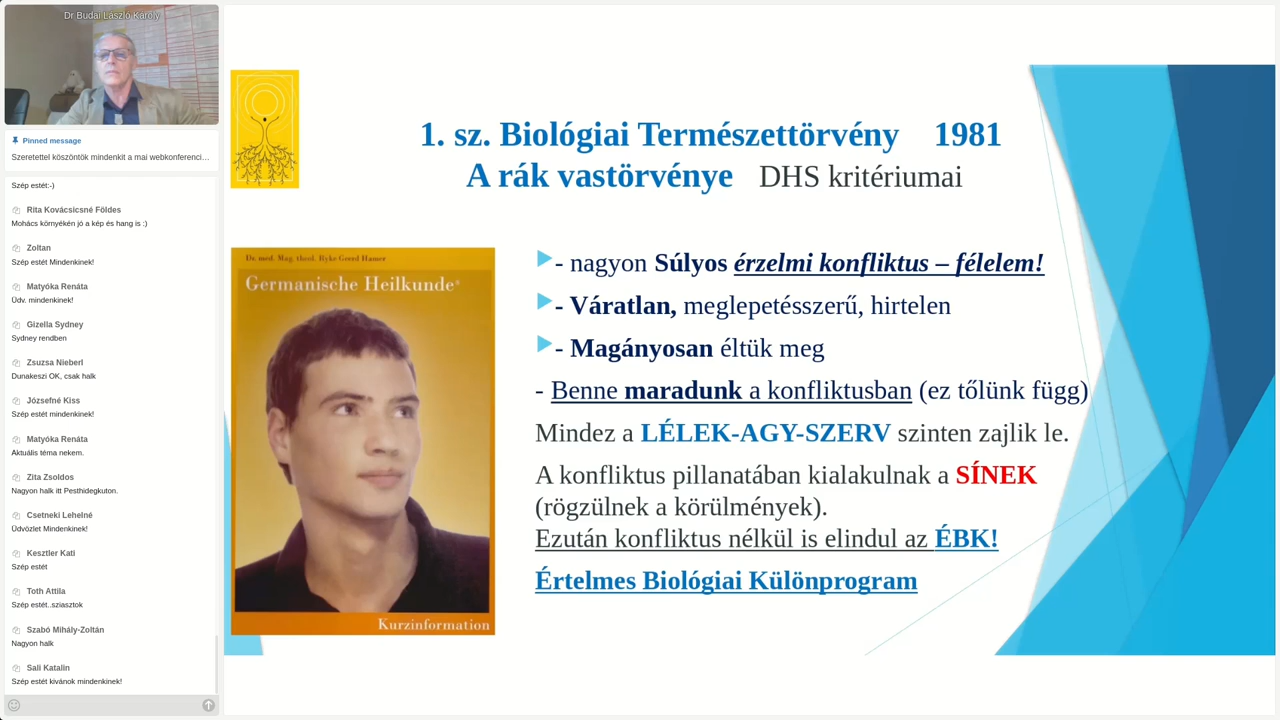 Dr Budai László Károly
Pinned message
Szeretettel köszöntök mindenkit a mai webkonferenci…
Szép estét:-)
Rita Kovácsicsné Földes
Mohács környékén jó a kép és hang is :)
Zoltan
Szép estét Mindenkinek!
Matyóka Renáta
Üdv. mindenkinek!
Gizella Sydney
Sydney rendben
Zsuzsa Nieberl
Dunakeszi OK, csak halk
Józsefné Kiss
Szép estét mindenkinek!
Matyóka Renáta
Aktuális téma nekem.
Zita Zsoldos
Nagyon halk itt Pesthidegkuton.
Csetneki Lehelné
Üdvözlet Mindenkinek!
Kesztler Kati
Szép estét
Toth Attila
Szép estét..sziasztok
Szabó Mihály-Zoltán
Nagyon halk
Sali Katalin
Szép estét kivánok mindenkinek!
1. sz. Biológiai Természettörvény 1981
A rák vastörvénye DHS kritériumai
Dr. med. Mag. theol. Ryke Geerd Hamer
Germanische Heilkunde®
Kurzinformation
- nagyon Súlyos érzelmi konfliktus – félelem!
- Váratlan, meglepetésszerű, hirtelen
- Magányosan éltük meg
- Benne maradunk a konfliktusban (ez tőlünk függ)
Mindez a LÉLEK-AGY-SZERV szinten zajlik le.
A konfliktus pillanatában kialakulnak a SÍNEK
(rögzülnek a körülmények).
Ezután konfliktus nélkül is elindul az ÉBK!
Értelmes Biológiai Különprogram